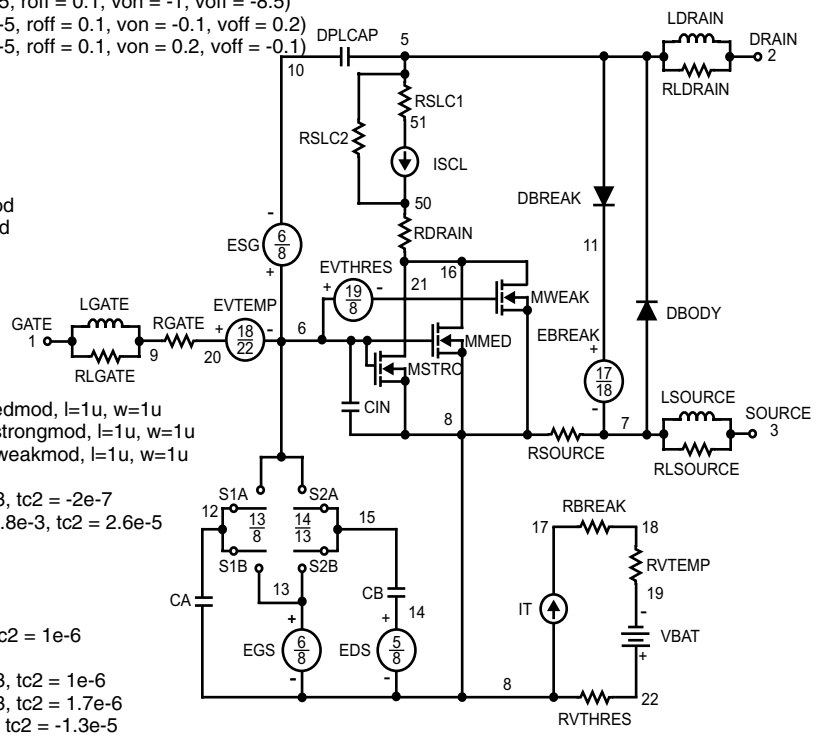 5, roff = 0.1, von = -1, voff = -8.5)
-5, roff = 0.1, von = -0.1, voff = 0.2)
-5, roff = 0.1, von = 0.2, voff = -0.1)
od
d
edmod, l=1u, w=1u
strongmod, l=1u, w=1u
weakmod, l=1u, w=1u
3, tc2 = -2e-7
.8e-3, tc2 = 2.6e-5
c2 = 1e-6
3, tc2 = 1e-6
3, tc2 = 1.7e-6
tc2 = -1.3e-5
DPLCAP
5
10
LDRAIN
DRAIN
2
RLDRAIN
RSLC1
51
RSLC2
ISCL
50
RDRAIN
DBREAK
11
-
ESG
6
8
+
EVTHRES
+
19
8
-
21
16
MWEAK
DBODY
LGATE
GATE
1
RLGATE
9
RGATE
20
EVTEMP
+
18
22
-
6
MMED
MSTRO
EBREAK
+
17
18
-
CIN
8
7
RSOURCE
LSOURCE
SOURCE
3
RLSOURCE
S1A
S2A
12
13
8
14
13
15
S1B
S2B
13
CA
CB
14
+
EGS
6
8
-
+
EDS
5
8
-
RBREAK
17
18
RVTEMP
19
IT
-
VBAT
+
8
22
RVTHRES